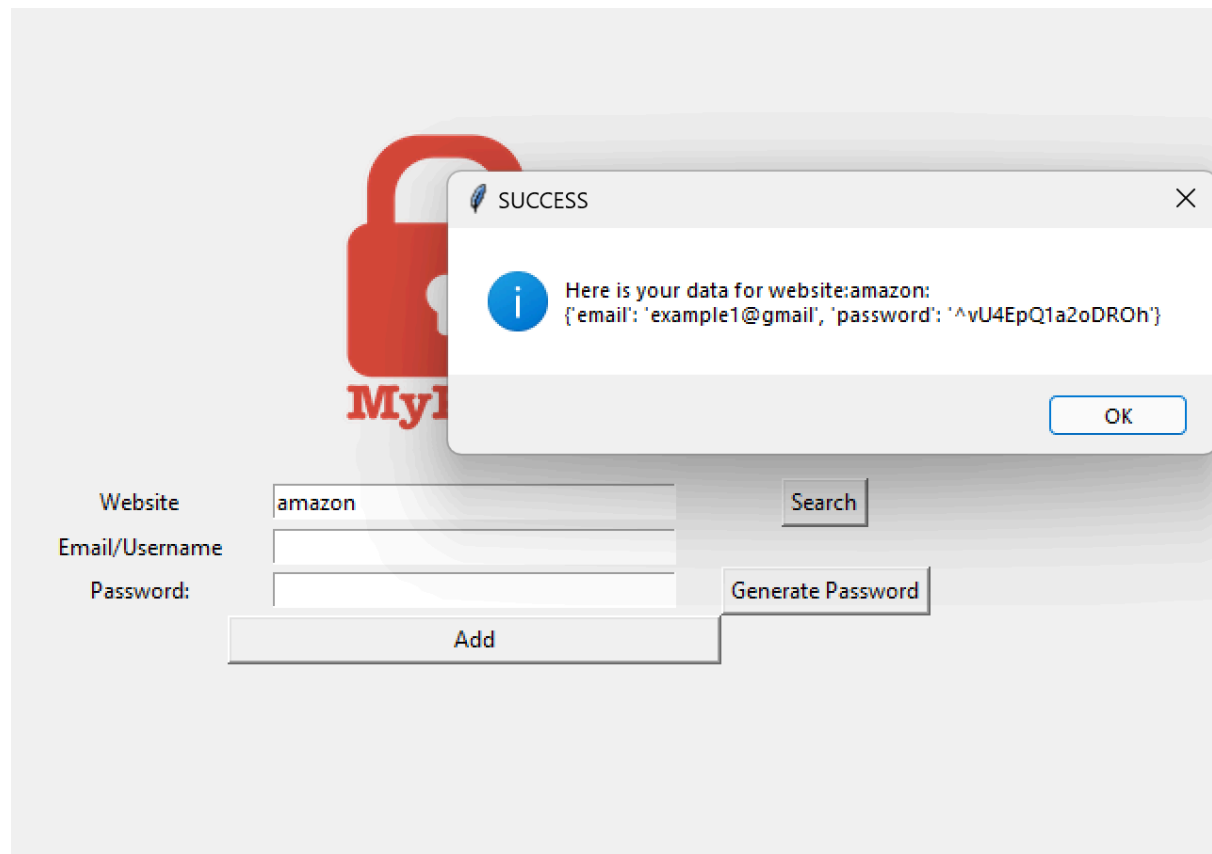 SUCCESS
Here is your data for website:amazon:
{'email': 'example1@gmail', 'password': '^vU4EpQ1a2oDROh'}
OK
Website
amazon
Search
Email/Username
Password:
Generate Password
Add